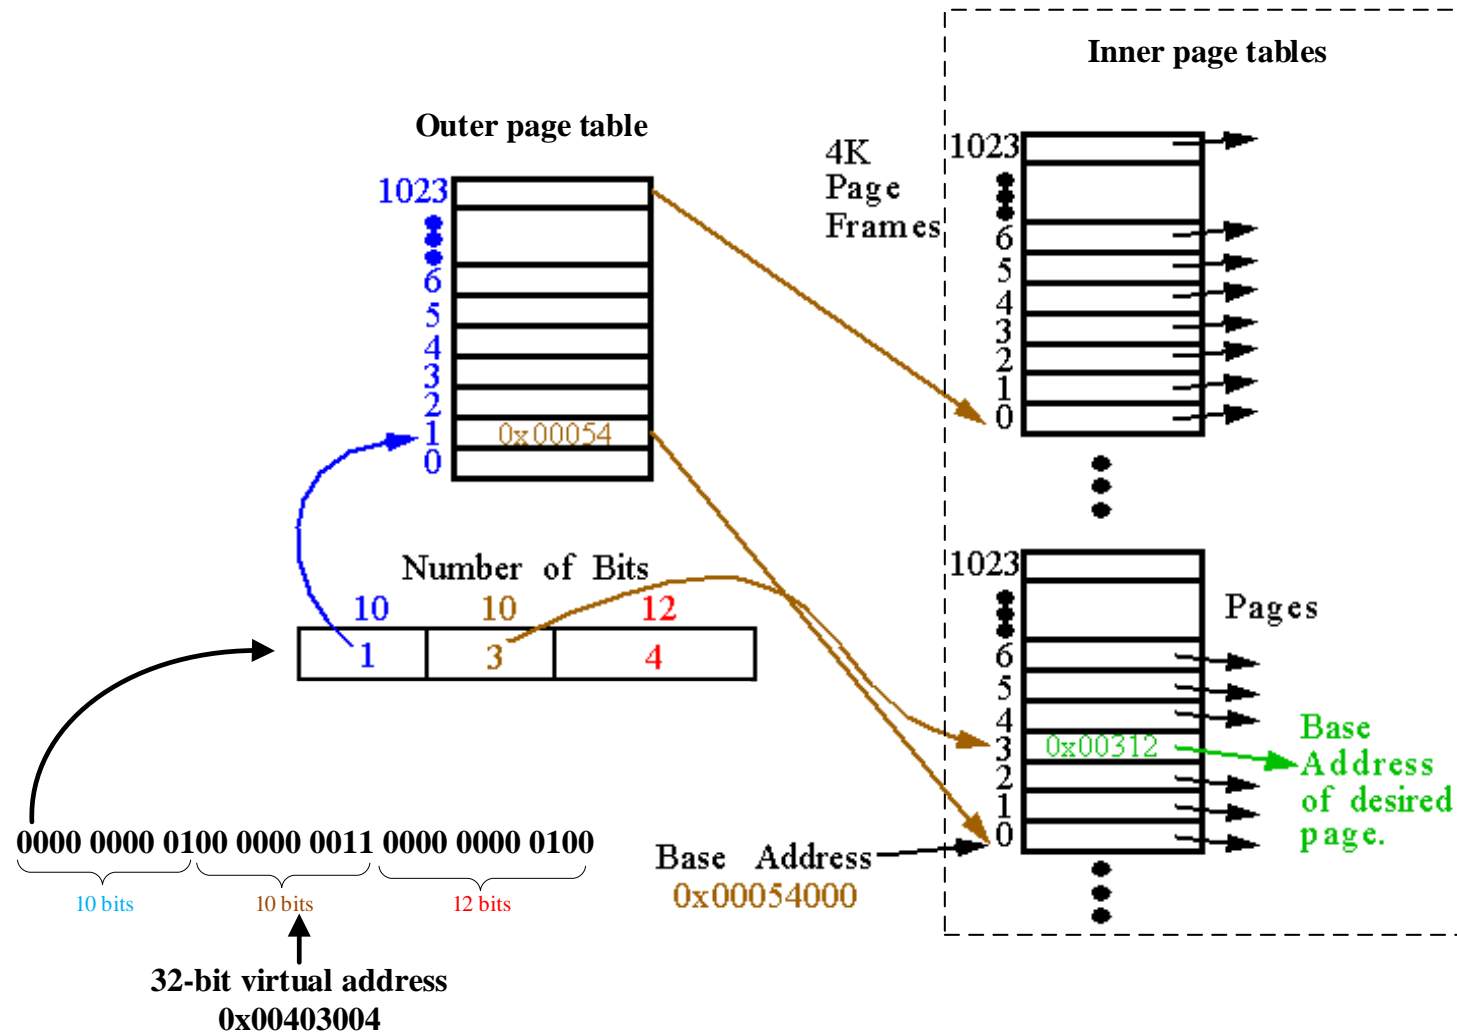 Inner page tables
Outer page table
4K
Page
Frames
1023
6
5
4
3
2
1
0
1023
6
5
4
3
2
1
0x00054
0
Number of Bits
10 10 12
1 3 4
1023
Pages
6
5
4
3 0x00312
2
1
0
Base
Address
of desired
page.
Base Address
0x00054000
0000 0000 0100 0000 0011 0000 0000 0100
10 bits 10 bits 12 bits
32-bit virtual address
0x00403004